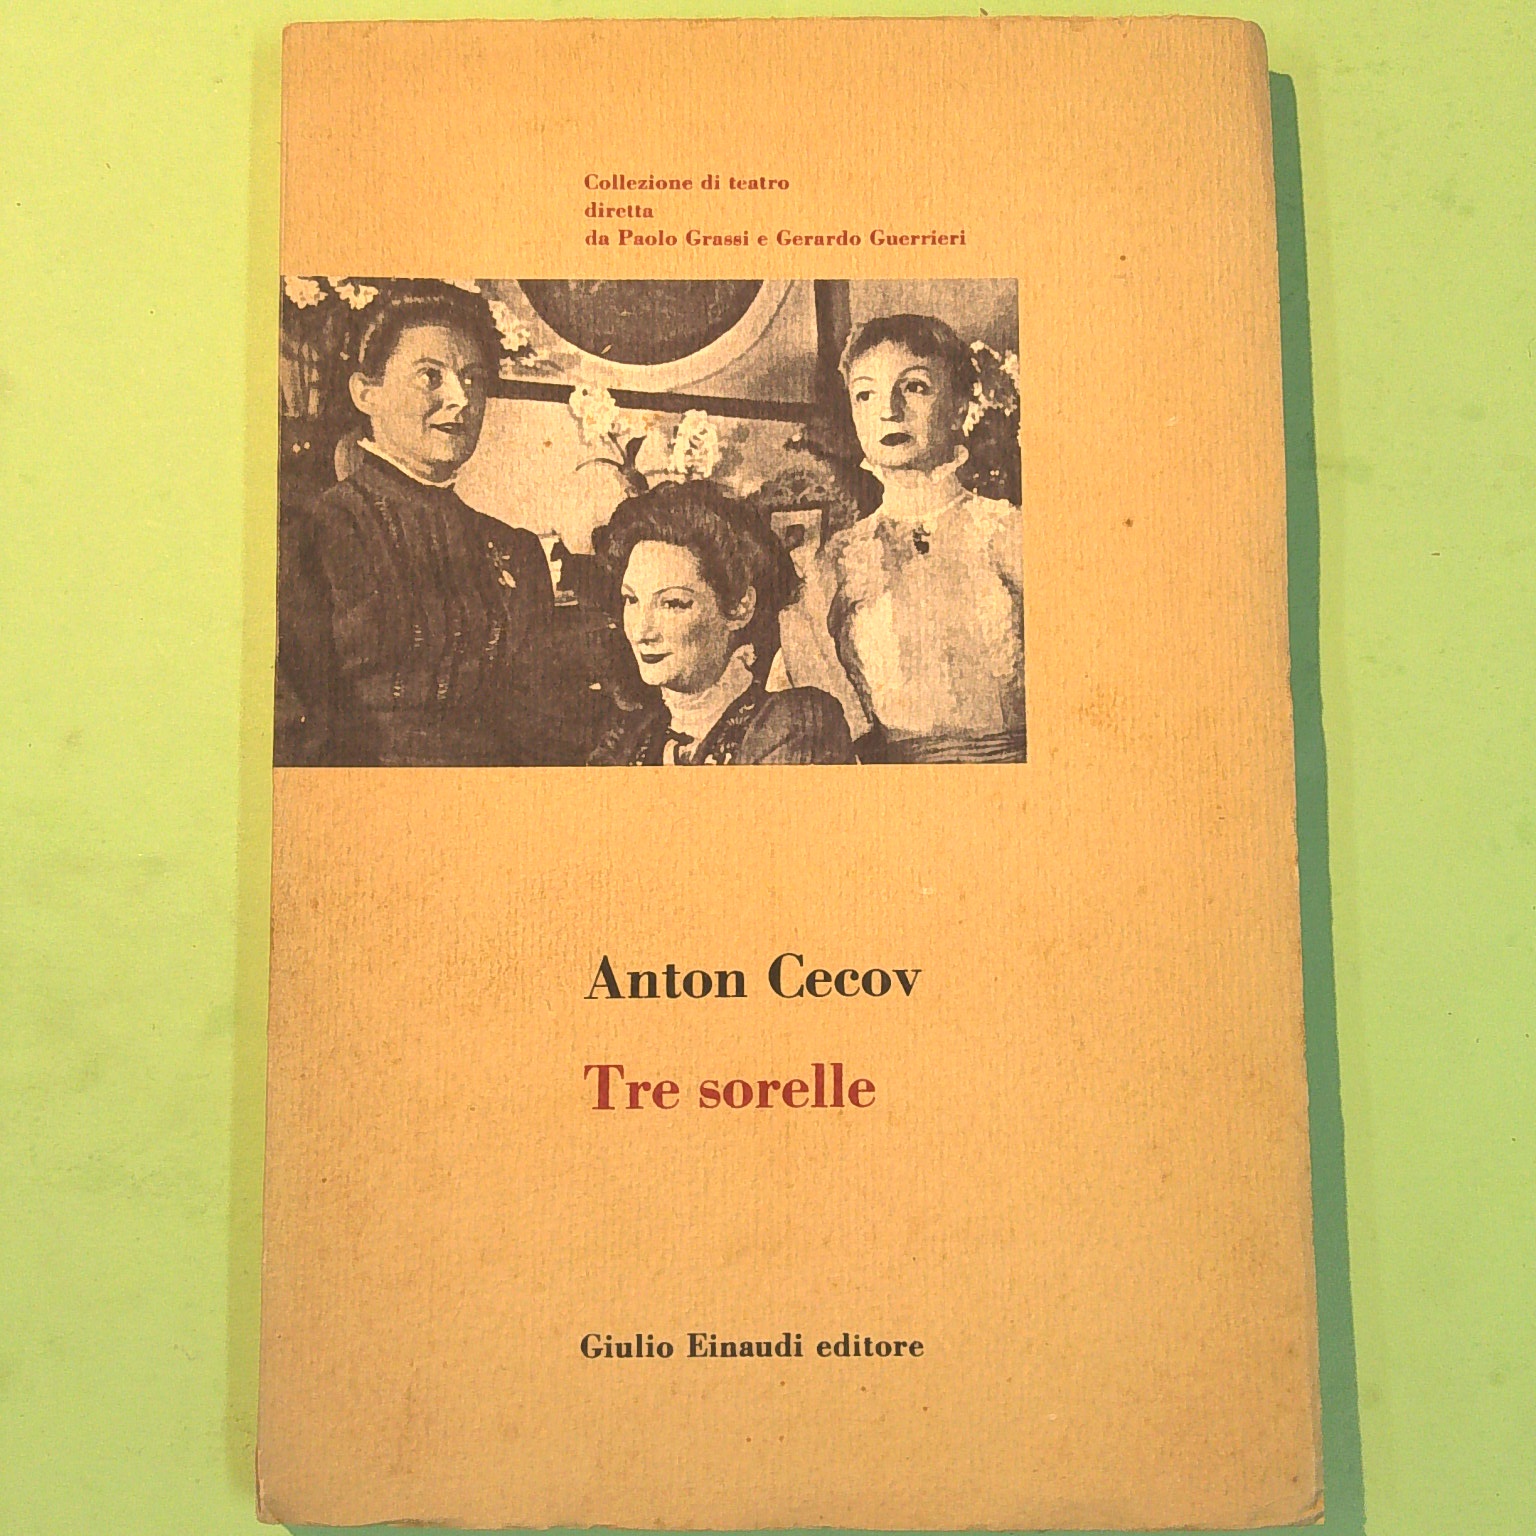 Collezione di teatro
diretta
da Paolo Grassi e Gerardo Guerrieri
Anton Cecov
Tre sorelle
Giulio Einaudi editore